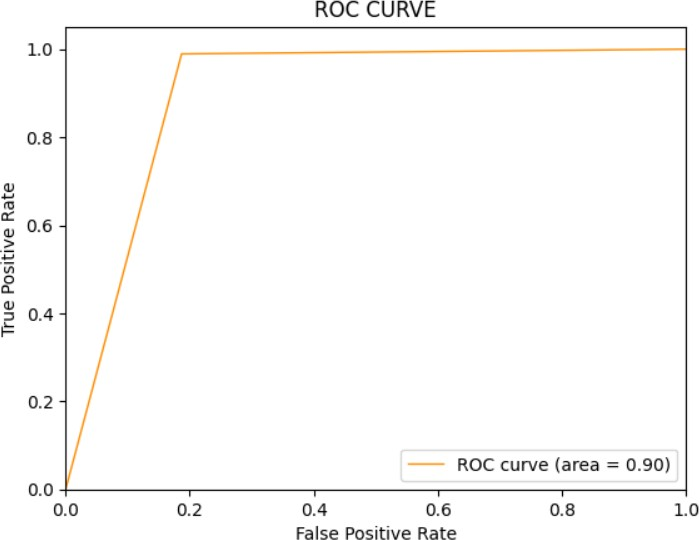 ROC CURVE
1.0
0.8
0.6
0.4
0.2
0.0
True Positive Rate
ROC curve (area = 0.90)
0.0 0.2 0.4 0.6 0.8 1.0
False Positive Rate